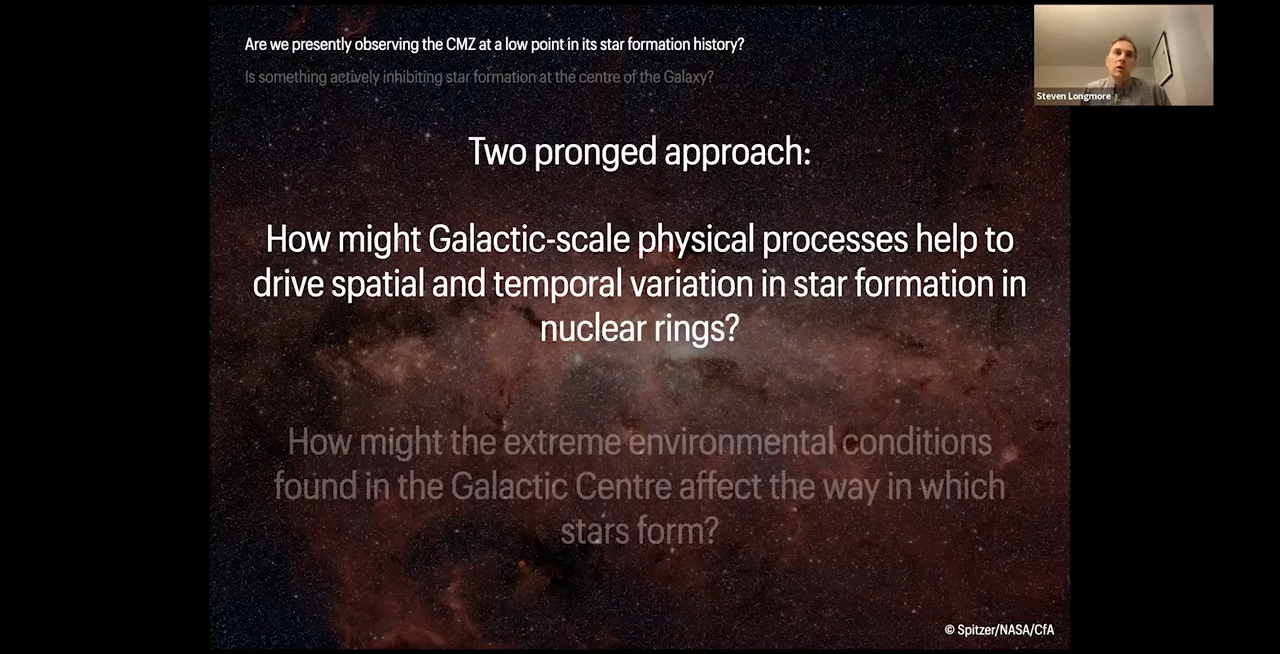 Are we presently observing the CMZ at a low point in its star formation history?
Is something actively inhibiting star formation at the centre of the Galaxy?
Steven Longmore
Two pronged approach:
How might Galactic-scale physical processes help to
drive spatial and temporal variation in star formation in
nuclear rings?
How might the extreme environmental conditions
found in the Galactic Centre affect the way in which
stars form?
© Spitzer/NASA/CfA